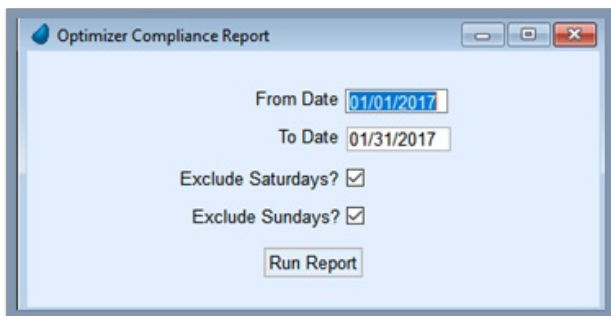 Optimizer Compliance Report
From Date 01/01/2017
To Date 01/31/2017
Exclude Saturdays?
Exclude Sundays?
Run Report